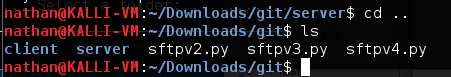 nathan@KALLI-VM:~/Downloads/git/server$ cd ..
nathan@KALLI-VM:~/Downloads/git$ ls
client server sftpv2.py sftpv3.py sftpv4.py
nathan@KALLI-VM:~/Downloads/git$